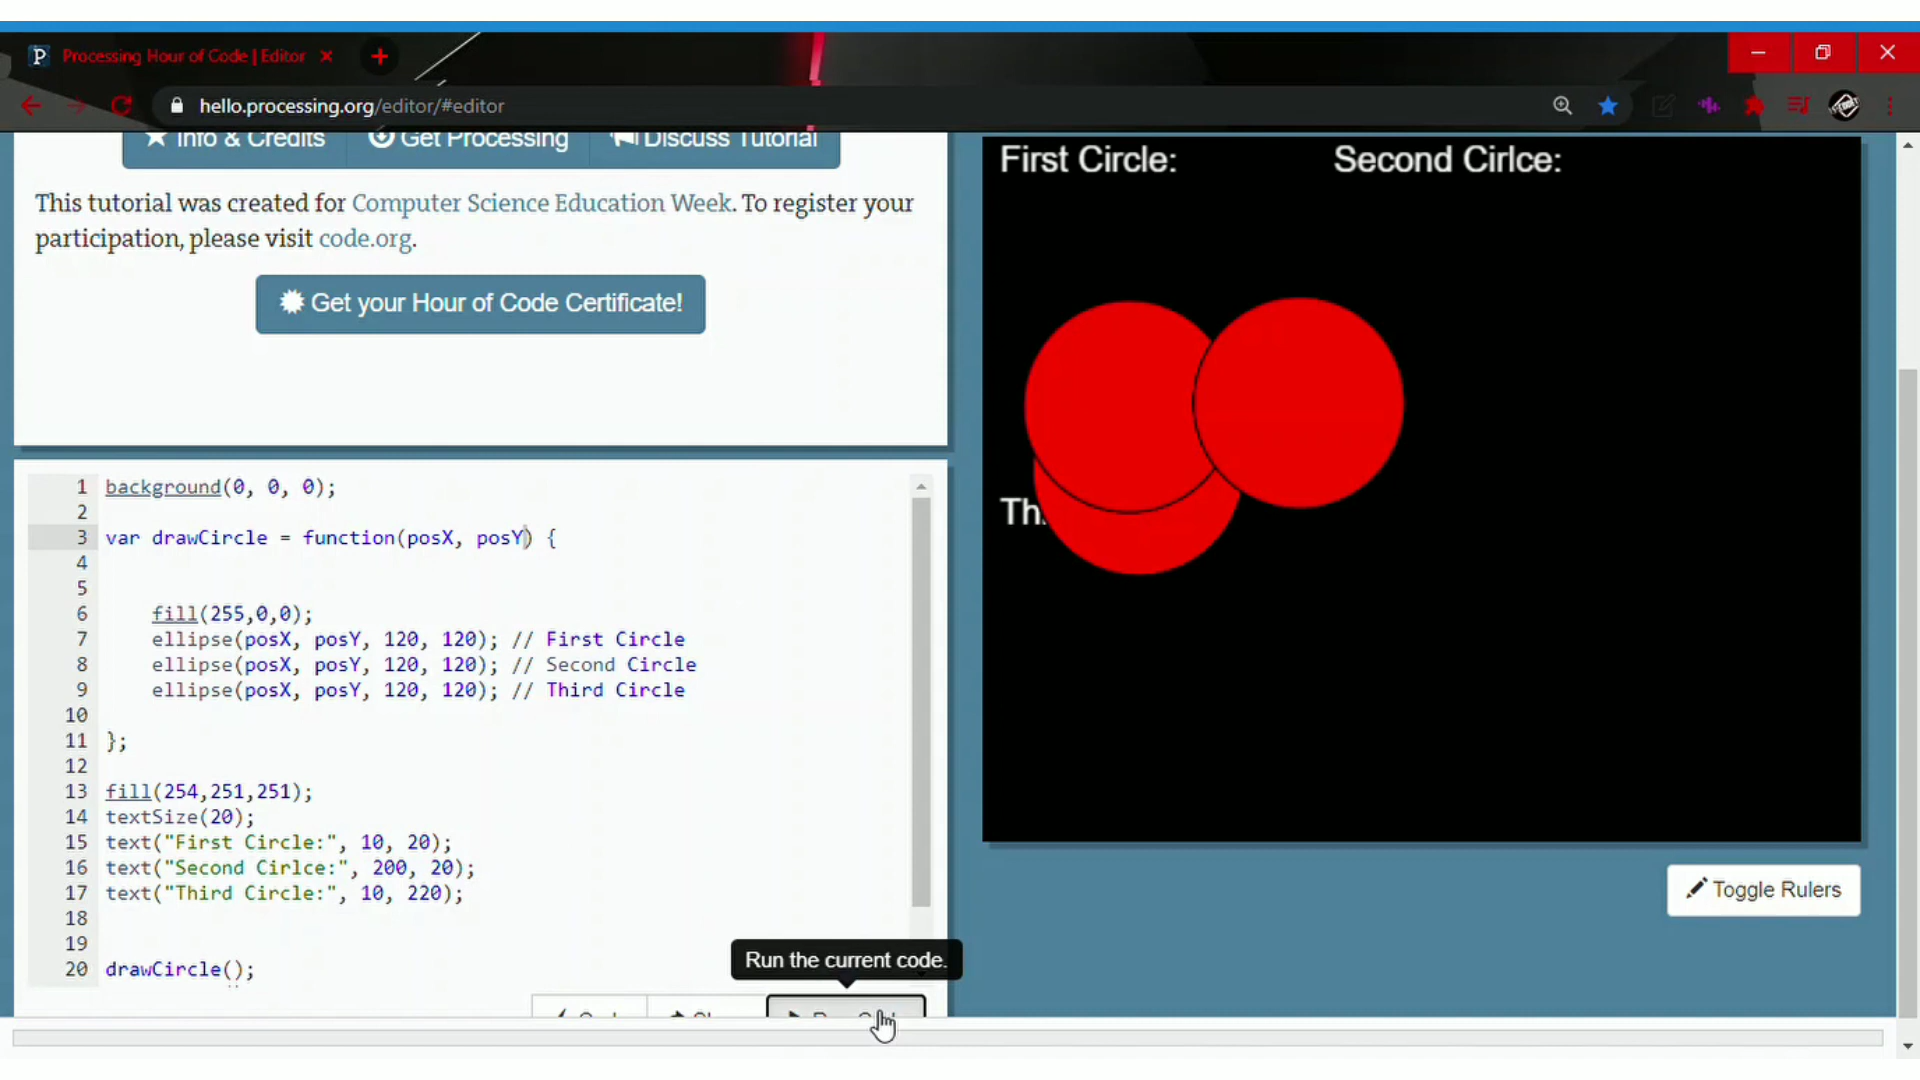 Processing Hour of Code | Editor
hello.processing.org/editor/#editor
Info & Credits
Get Processing
Discuss Tutorial
This tutorial was created for Computer Science Education Week. To register your
participation, please visit code.org.
Get your Hour of Code Certificate!
1 background(0, 0, 0);
2
3 var drawCircle = function(posX, posY) {
4
5
6 fill(255,0,0);
7 ellipse(posX, posY, 120, 120); // First Circle
8 ellipse(posX, posY, 120, 120); // Second Circle
9 ellipse(posX, posY, 120, 120); // Third Circle
10
11 };
12
13 fill(254,251,251);
14 textSize(20);
15 text("First Circle:", 10, 20);
16 text("Second Cirlce:", 200, 20);
17 text("Third Circle:", 10, 220);
18
19
20 drawCircle();
Run the current code.
First Circle:
Second Cirlce:
Toggle Rulers